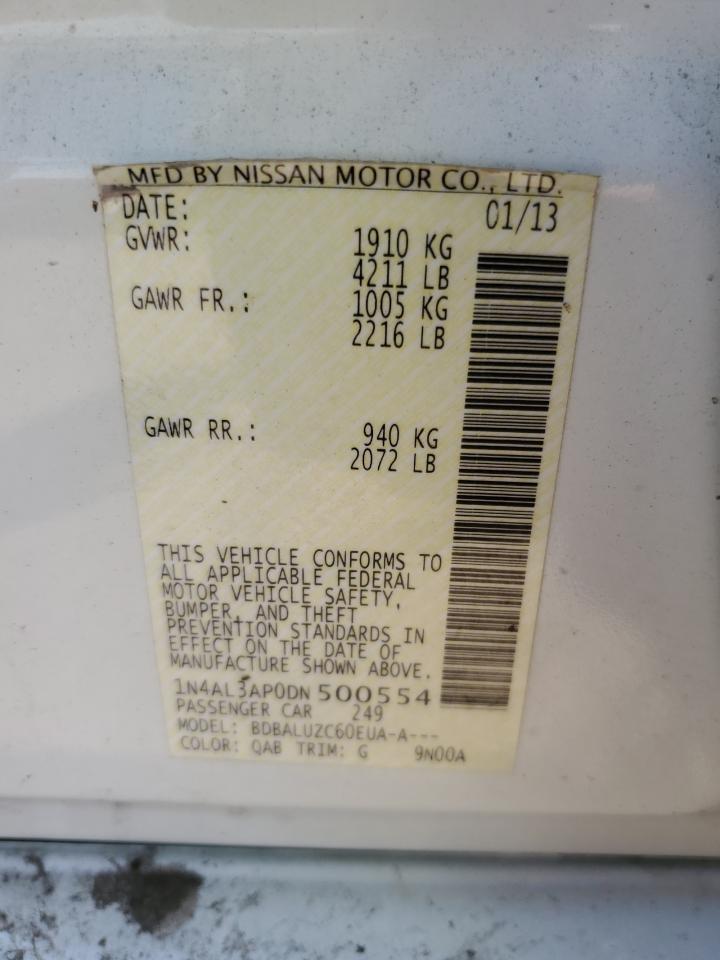 MFD BY NISSAN MOTOR CO., LTD.
DATE: 01/13
GVWR: 1910 KG
4211 LB
GAWR FR.: 1005 KG
2216 LB
GAWR RR.: 940 KG
2072 LB
THIS VEHICLE CONFORMS TO
ALL APPLICABLE FEDERAL
MOTOR VEHICLE SAFETY,
BUMPER, AND THEFT
PREVENTION STANDARDS IN
EFFECT ON THE DATE OF
MANUFACTURE SHOWN ABOVE.
1N4AL3AP0DN 500554
PASSENGER CAR 249
MODEL: BDBALUZC60EUA-A---
COLOR: QAB TRIM: G 9N00A